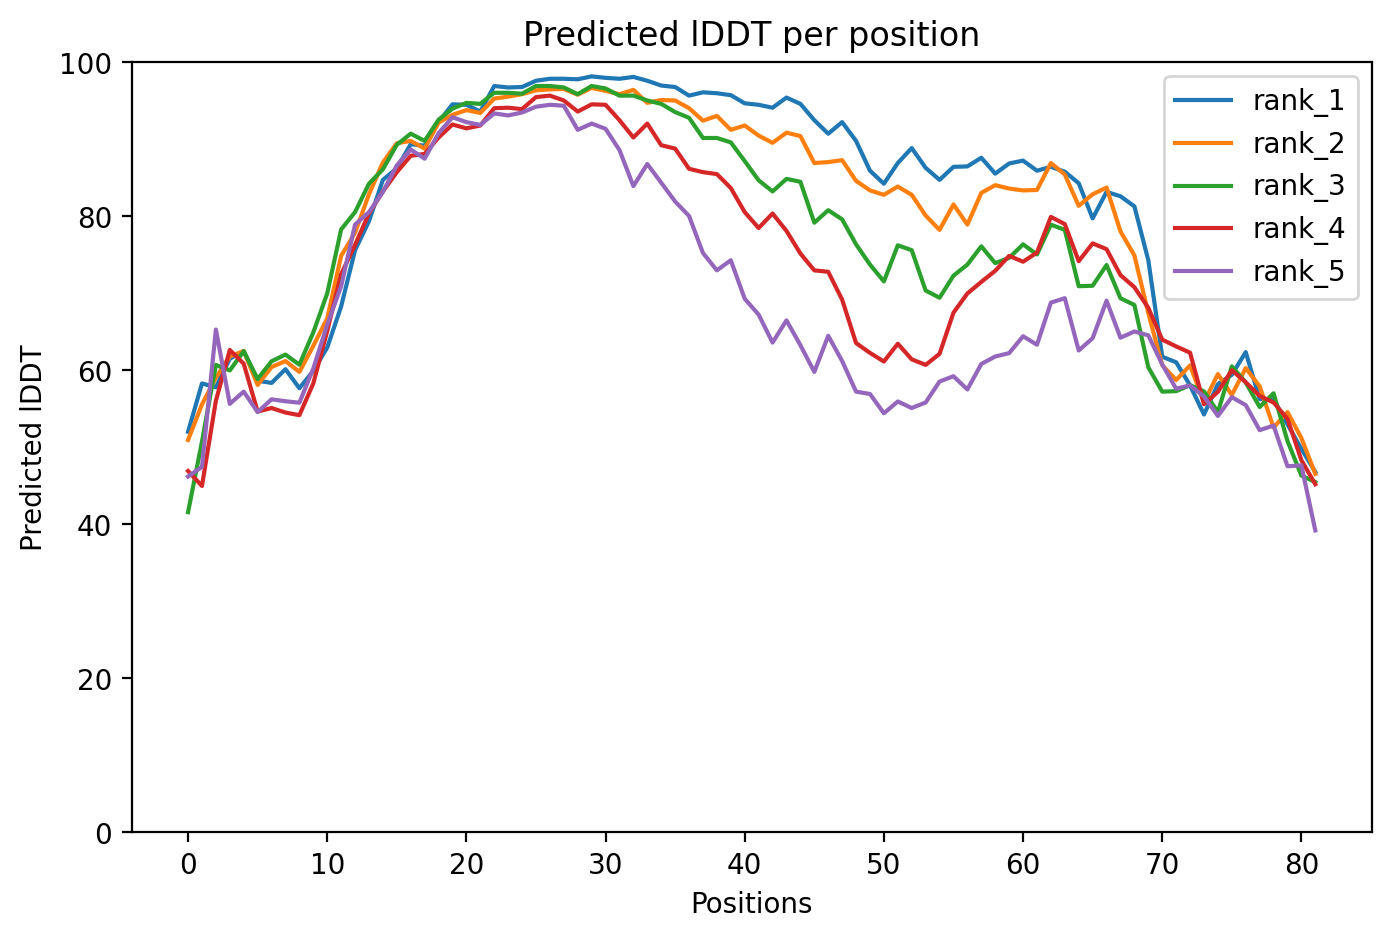 Predicted lDDT per position
100
80
60
40
20
0
Predicted lDDT
0 10 20 30 40 50 60 70 80
Positions
rank_1
rank_2
rank_3
rank_4
rank_5